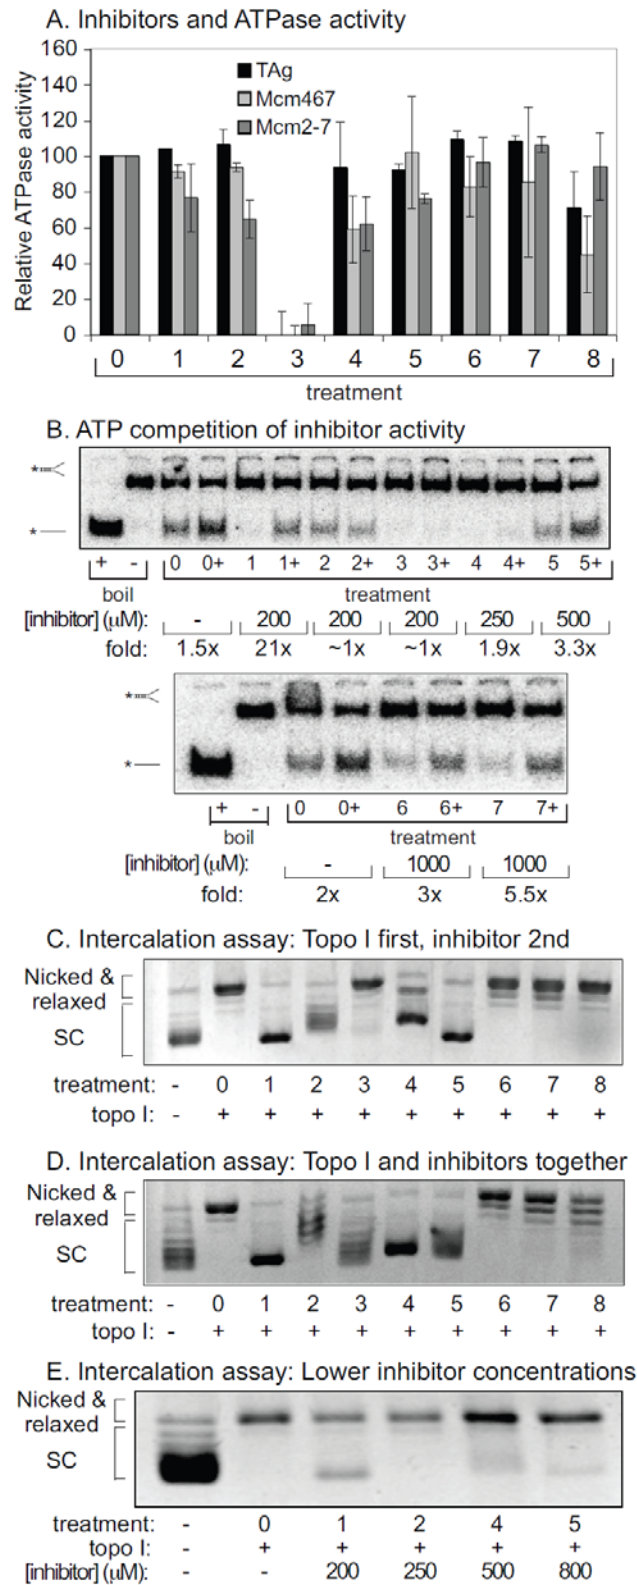 A. Inhibitors and ATPase activity
160
140
120
100
80
60
40
20
0
Relative ATPase activity
TAg
Mcm467
Mcm2-7
0 1 2 3 4 5 6 7 8
treatment
B. ATP competition of inhibitor activity
*
*
+ - 0 0+ 1 1+ 2 2+ 3 3+ 4 4+ 5 5+
boil treatment
[inhibitor] (μM): - 200 200 200 250 500
fold: 1.5x 21x ~1x ~1x 1.9x 3.3x
*
*
+ - 0 0+ 6 6+ 7 7+
boil treatment
[inhibitor] (μM): - 1000 1000
fold: 2x 3x 5.5x
C. Intercalation assay: Topo I first, inhibitor 2nd
Nicked &
relaxed
SC
treatment: - 0 1 2 3 4 5 6 7 8
topo I: - + + + + + + + + +
D. Intercalation assay: Topo I and inhibitors together
Nicked &
relaxed
SC
treatment: - 0 1 2 3 4 5 6 7 8
topo I: - + + + + + + + + +
E. Intercalation assay: Lower inhibitor concentrations
Nicked &
relaxed
SC
treatment: - 0 1 2 4 5
topo I: - + + + + +
[inhibitor] (μM): - - 200 250 500 800